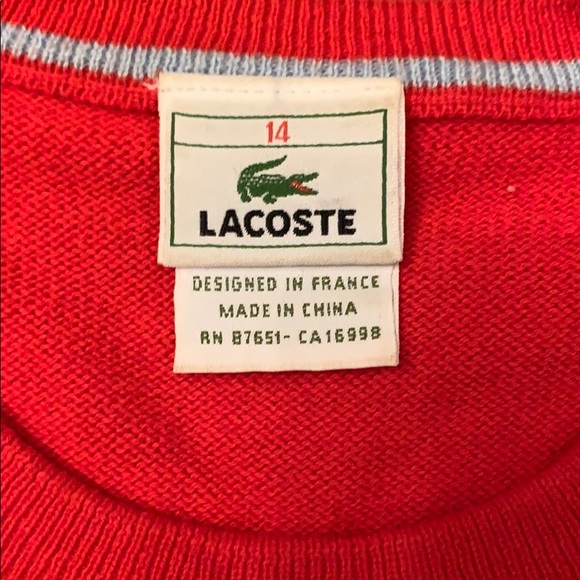 14
LACOSTE
DESIGNED IN FRANCE
MADE IN CHINA
RN 87651- CA16998